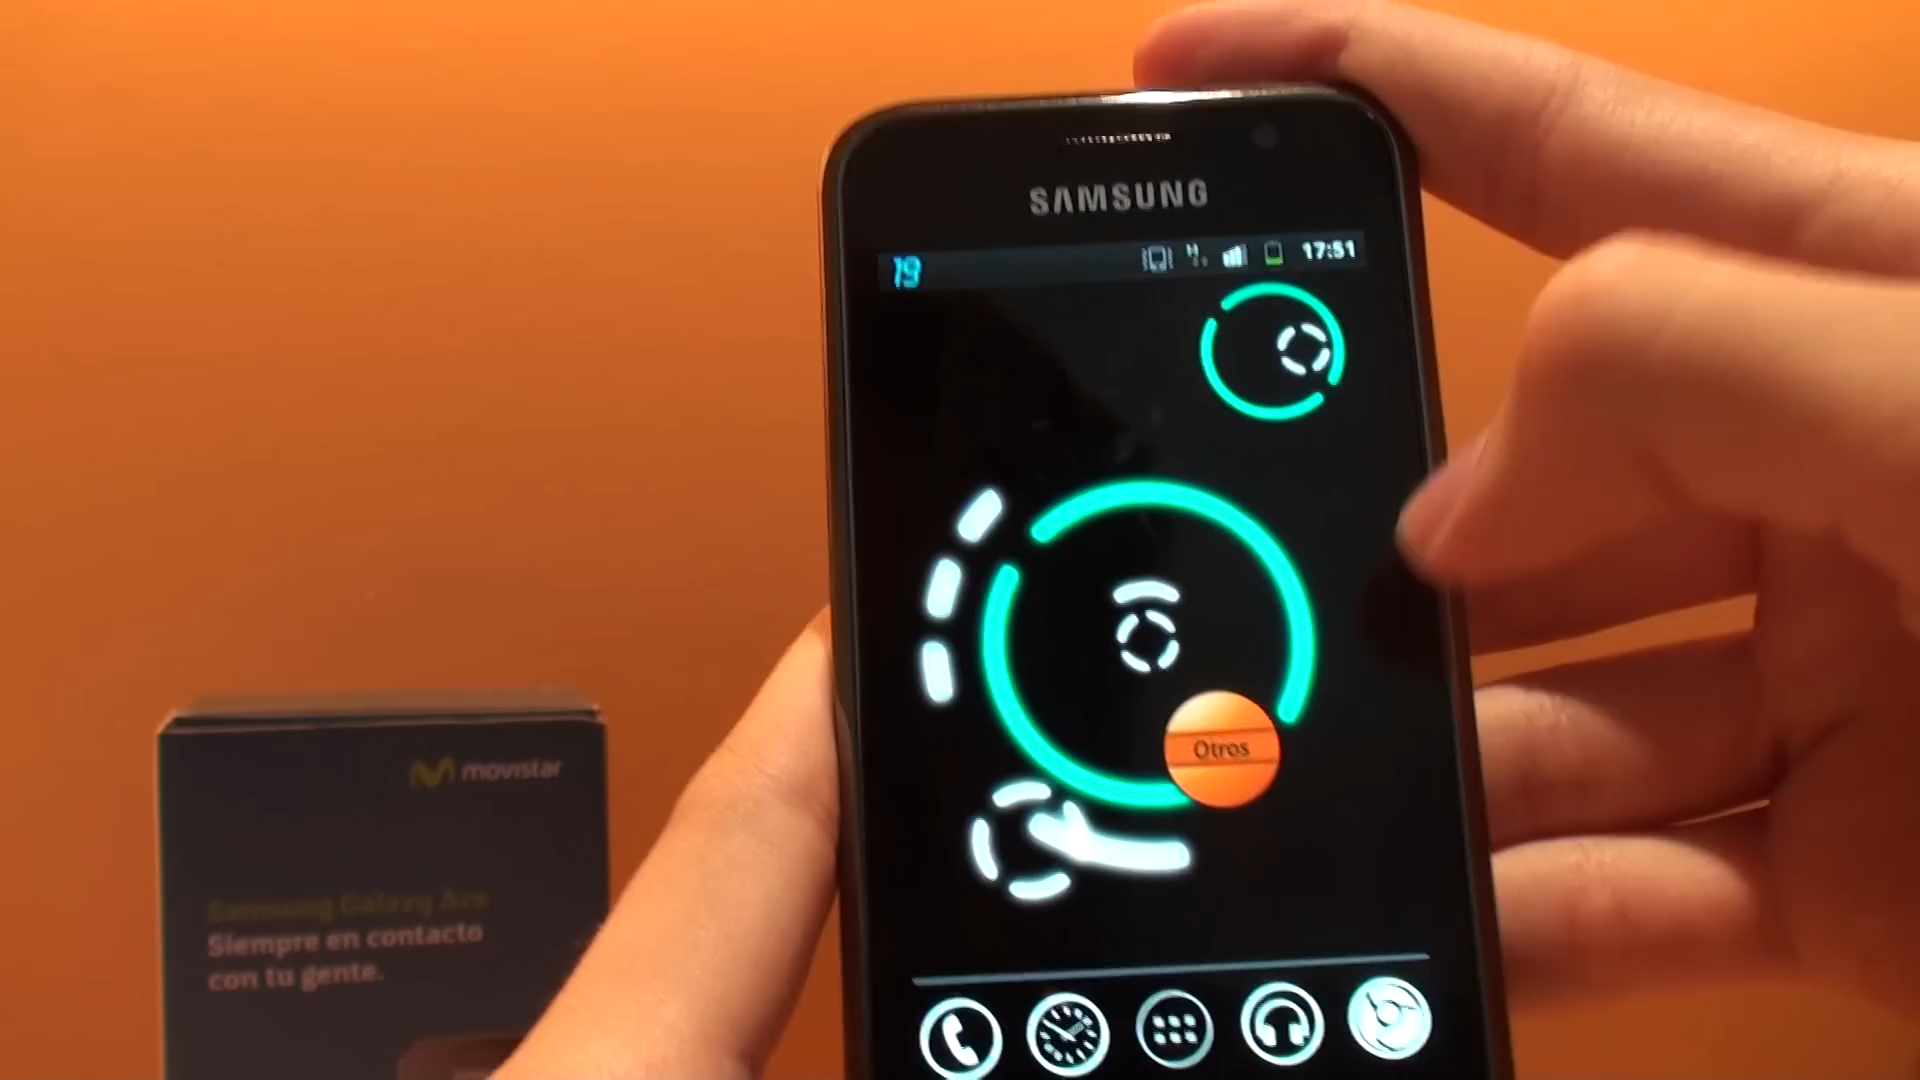 SAMSUNG
19
H
17:51
Otros
movistar
Samsung Galaxy Ace
Siempre en contacto
con tu gente.